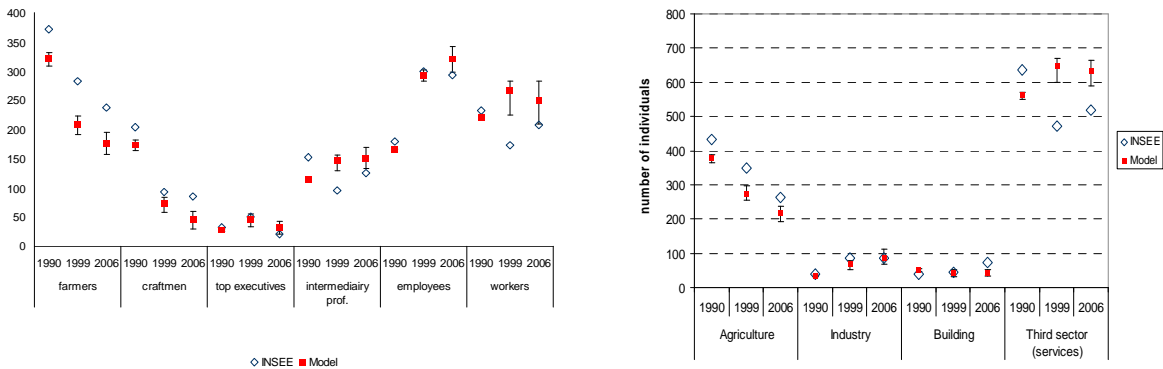 400
350
300
250
200
150
100
50
0
1990 1999 2006 1990 1999 2006 1990 1999 2006 1990 1999 2006 1990 1999 2006 1990 1999 2006
farmers craftmen top executives intermediairy prof. employees workers
INSEE Model
number of individuals
800
700
600
500
400
300
200
100
0
1990 1999 2006 1990 1999 2006 1990 1999 2006 1990 1999 2006
Agriculture Industry Building Third sector
(services)
INSEE
Model